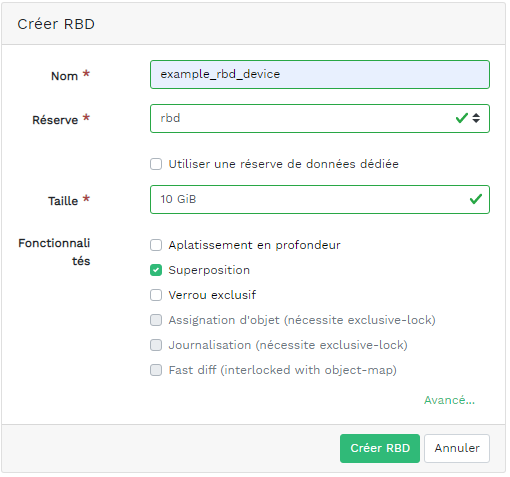 Créer RBD
Nom *
example_rbd_device
Réserve *
rbd
Utiliser une réserve de données dédiée
Taille *
10 GiB
Fonctionnali
tés
Aplatissement en profondeur
Superposition
Verrou exclusif
Assignation d'objet (nécessite exclusive-lock)
Journalisation (nécessite exclusive-lock)
Fast diff (interlocked with object-map)
Avancé...
Créer RBD
Annuler